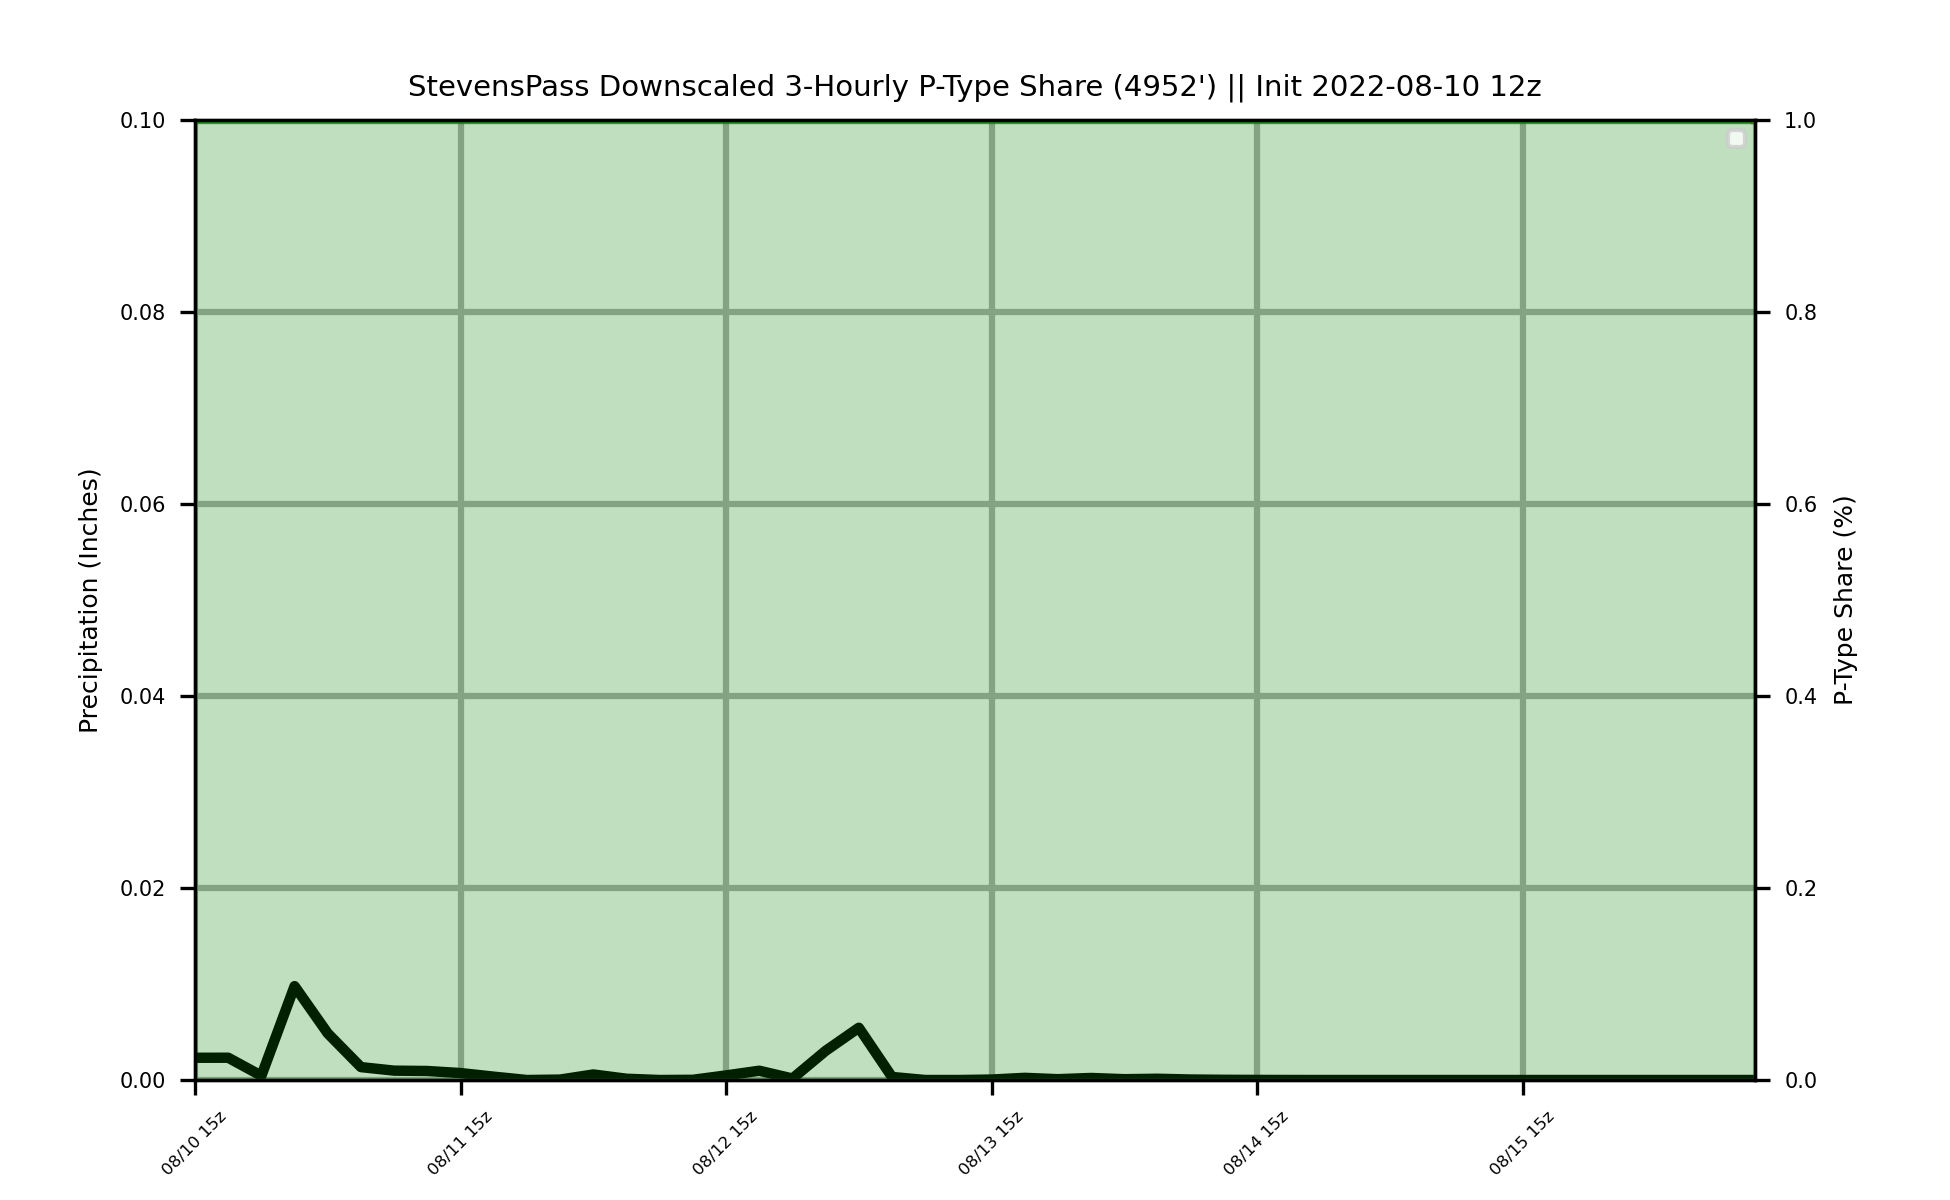 StevensPass Downscaled 3-Hourly P-Type Share (4952') || Init 2022-08-10 12z
0.10
0.08
0.06
0.04
0.02
0.00
Precipitation (Inches)
1.0
0.8
0.6
0.4
0.2
0.0
P-Type Share (%)
08/10 15z
08/11 15z
08/12 15z
08/13 15z
08/14 15z
08/15 15z